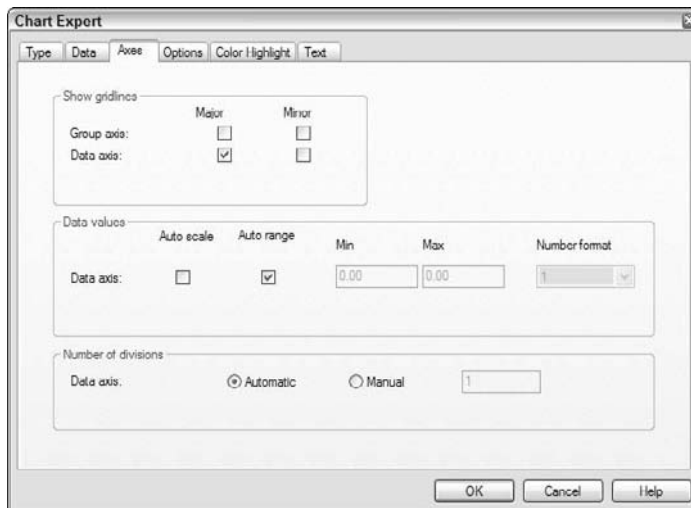 Chart Expert
Type Data Axes Options Color Highlight Text
Show gridlines
Major Minor
Group axis:
Data axis:
Data values
Auto scale Auto range Min Max Number format
Data axis: 0.00 0.00 1
Number of divisions
Data axis. Automatic Manual 1
OK Cancel Help